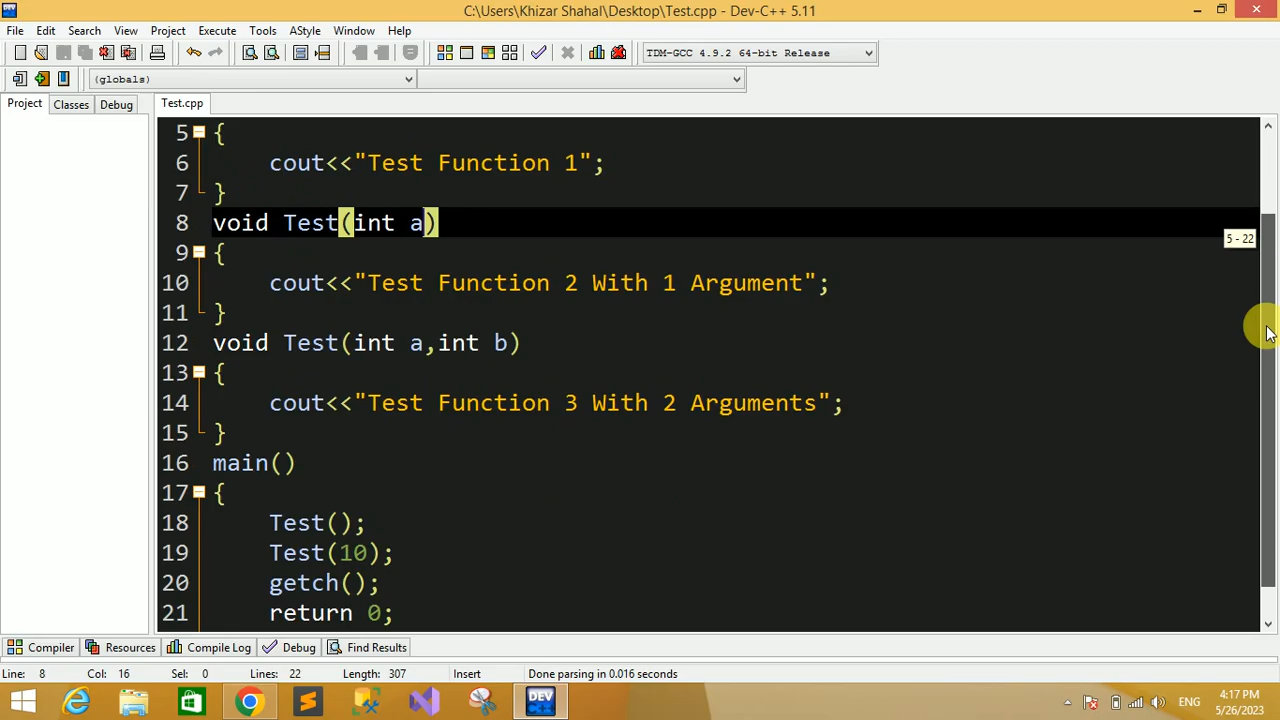 C:\Users\Khizar Shahal\Desktop\Test.cpp - Dev-C++ 5.11
File Edit Search View Project Execute Tools AStyle Window Help
TDM-GCC 4.9.2 64-bit Release
(globals)
Project Classes Debug Test.cpp
5 {
6 cout<<"Test Function 1";
7 }
8 void Test(int a)
5 - 22
9 {
10 cout<<"Test Function 2 With 1 Argument";
11 }
12 void Test(int a,int b)
13 {
14 cout<<"Test Function 3 With 2 Arguments";
15 }
16 main()
17 {
18 Test();
19 Test(10);
20 getch();
21 return 0;
Compiler Resources Compile Log Debug Find Results
Line: 8 Col: 16 Sel: 0 Lines: 22 Length: 307 Insert Done parsing in 0.016 seconds
DEV
ENG
4:17 PM
5/26/2023